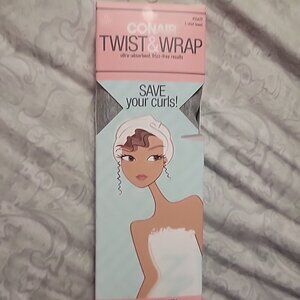 CONAIR
TWIST & WRAP
ultra-absorbent, frizz-free results
SAVE
your curls!